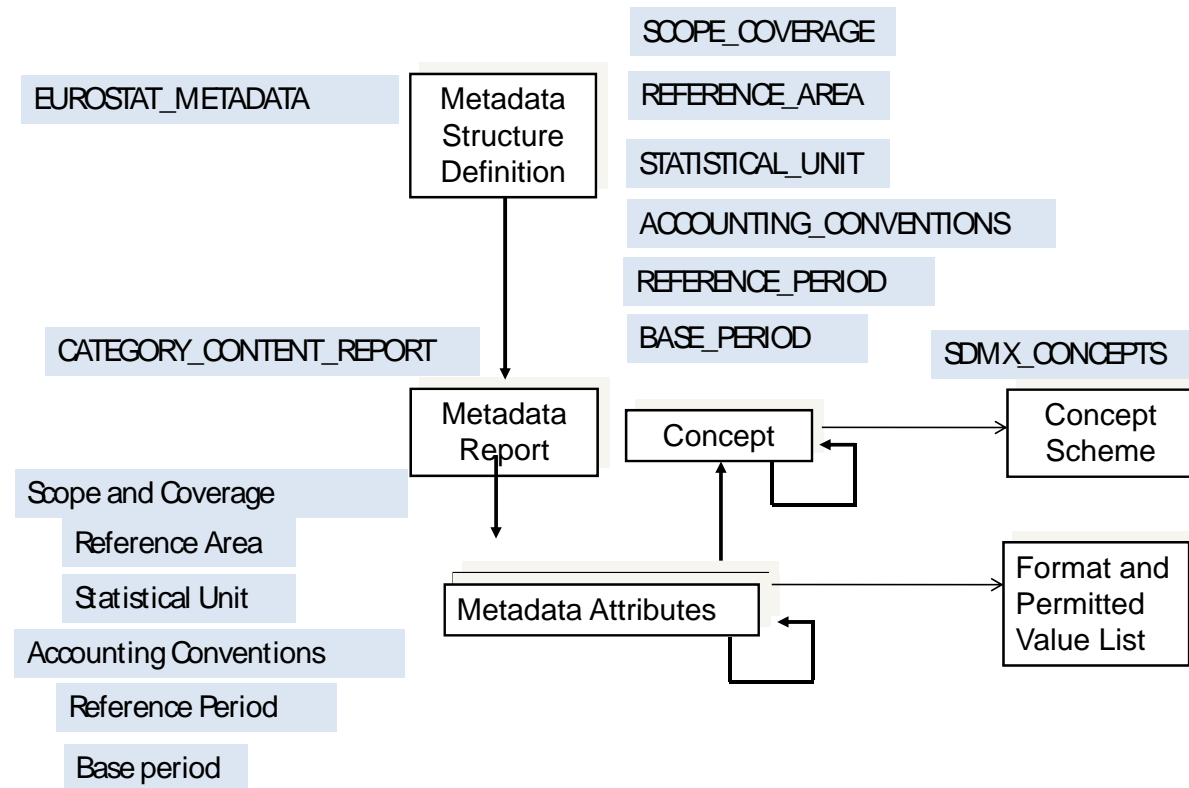 SCOPE_COVERAGE
EUROSTAT_METADATA
Metadata
Structure
Definition
REFERENCE_AREA
STATISTICAL_UNIT
ACCOUNTING_CONVENTIONS
REFERENCE_PERIOD
BASE_PERIOD
CATEGORY_CONTENT_REPORT
SDMX_CONCEPTS
Metadata
Report
Concept
Concept
Scheme
Scope and Coverage
Reference Area
Statistical Unit
Accounting Conventions
Reference Period
Base period
Metadata Attributes
Format and
Permitted
Value List